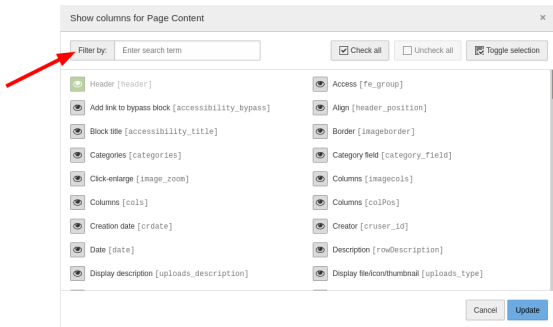 Show columns for Page Content ×
Filter by: Enter search term Check all Uncheck all Toggle selection
Header [header] Access [fe_group]
Add link to bypass block [accessibility_bypass] Align [header_position]
Block title [accessibility_title] Border [imageborder]
Categories [categories] Category field [category_field]
Click-enlarge [image_zoom] Columns [imagecols]
Columns [cols] Columns [colPos]
Creation date [crdate] Creator [cruser_id]
Date [date] Description [rowDescription]
Display description [uploads_description] Display file/icon/thumbnail [uploads_type]
Cancel Update